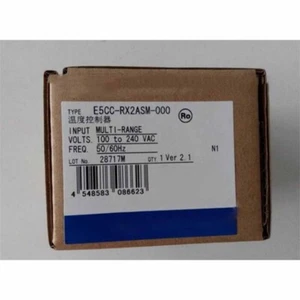 TYPE E5CC-RX2ASM-000
温度控制器
Ro
INPUT MULTI-RANGE
VOLTS. 100 to 240 VAC
FREQ. 50/60Hz N1
LOT No 28717M QTY 1 Ver 2.1
4 548583 086623